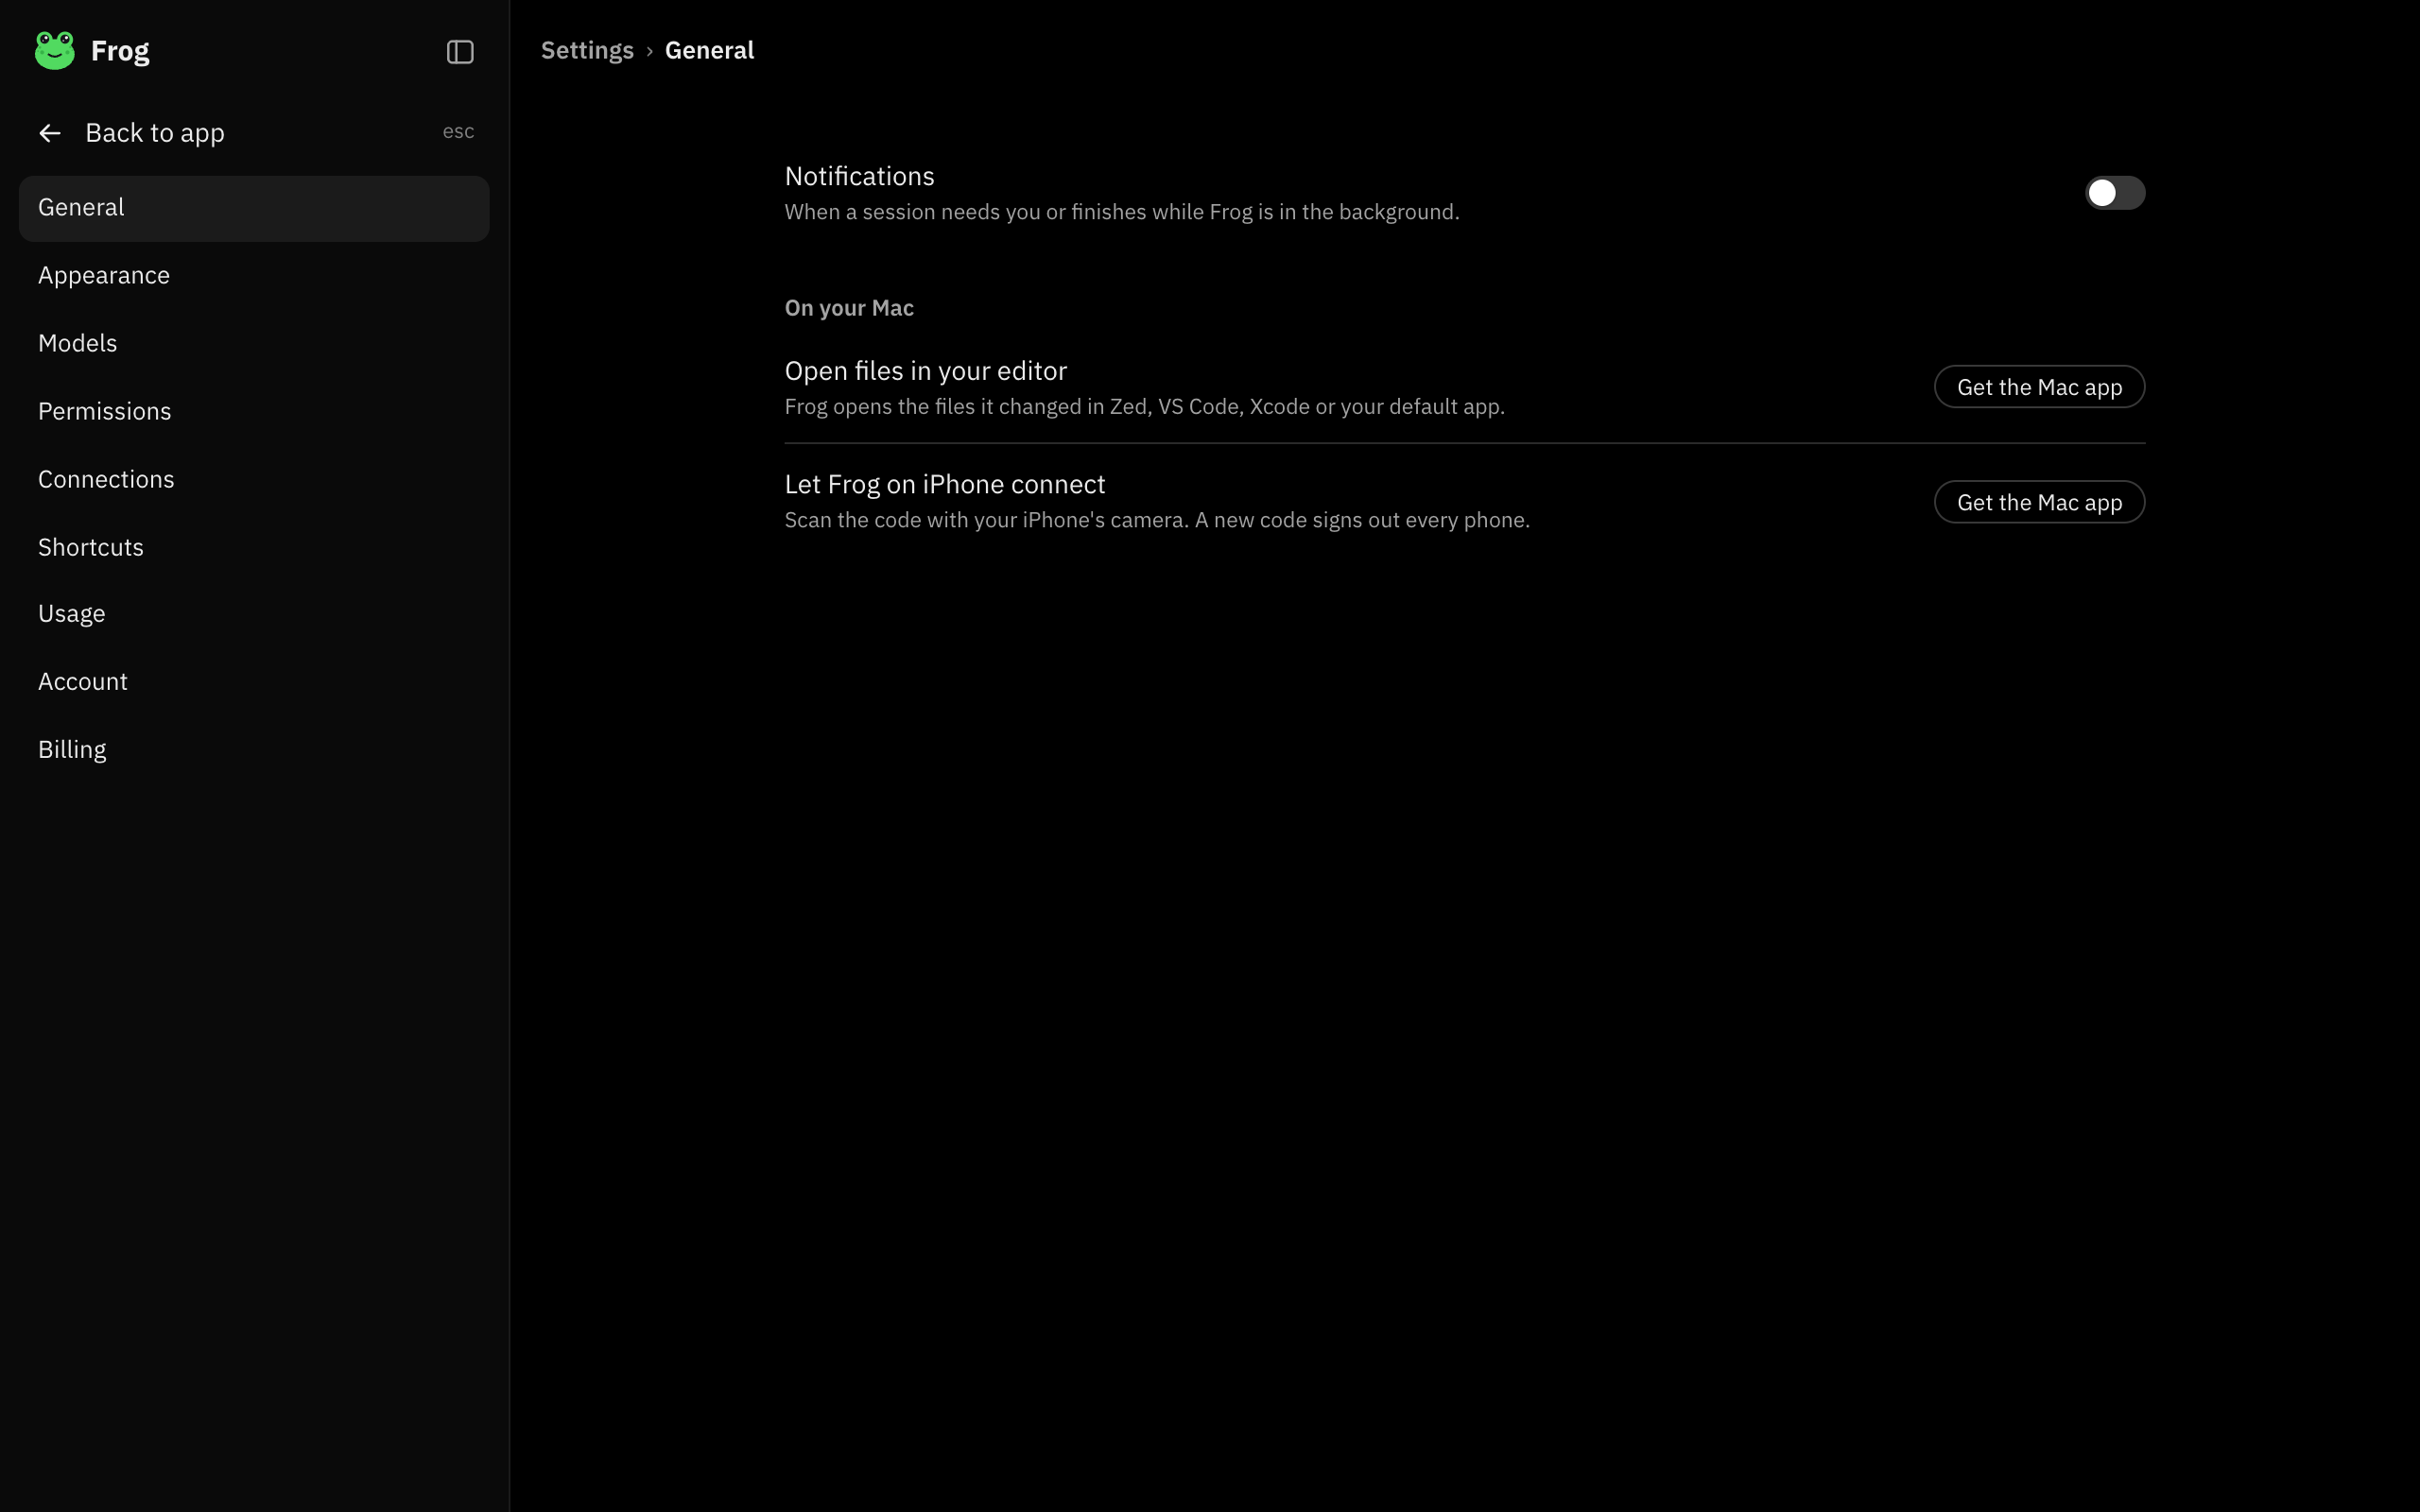 Frog
Back to app
esc
General
Appearance
Models
Permissions
Connections
Shortcuts
Usage
Account
Billing
Settings › General
Notifications
When a session needs you or finishes while Frog is in the background.
On your Mac
Open files in your editor
Frog opens the files it changed in Zed, VS Code, Xcode or your default app.
Get the Mac app
Let Frog on iPhone connect
Scan the code with your iPhone's camera. A new code signs out every phone.
Get the Mac app